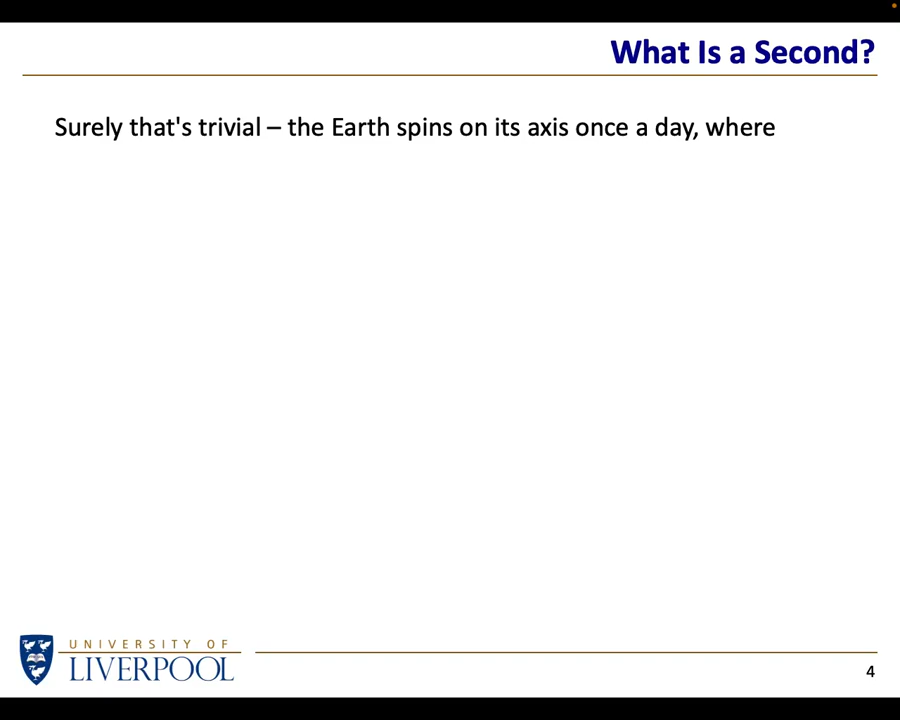 What Is a Second?
Surely that's trivial – the Earth spins on its axis once a day, where
UNIVERSITY OF
LIVERPOOL
4